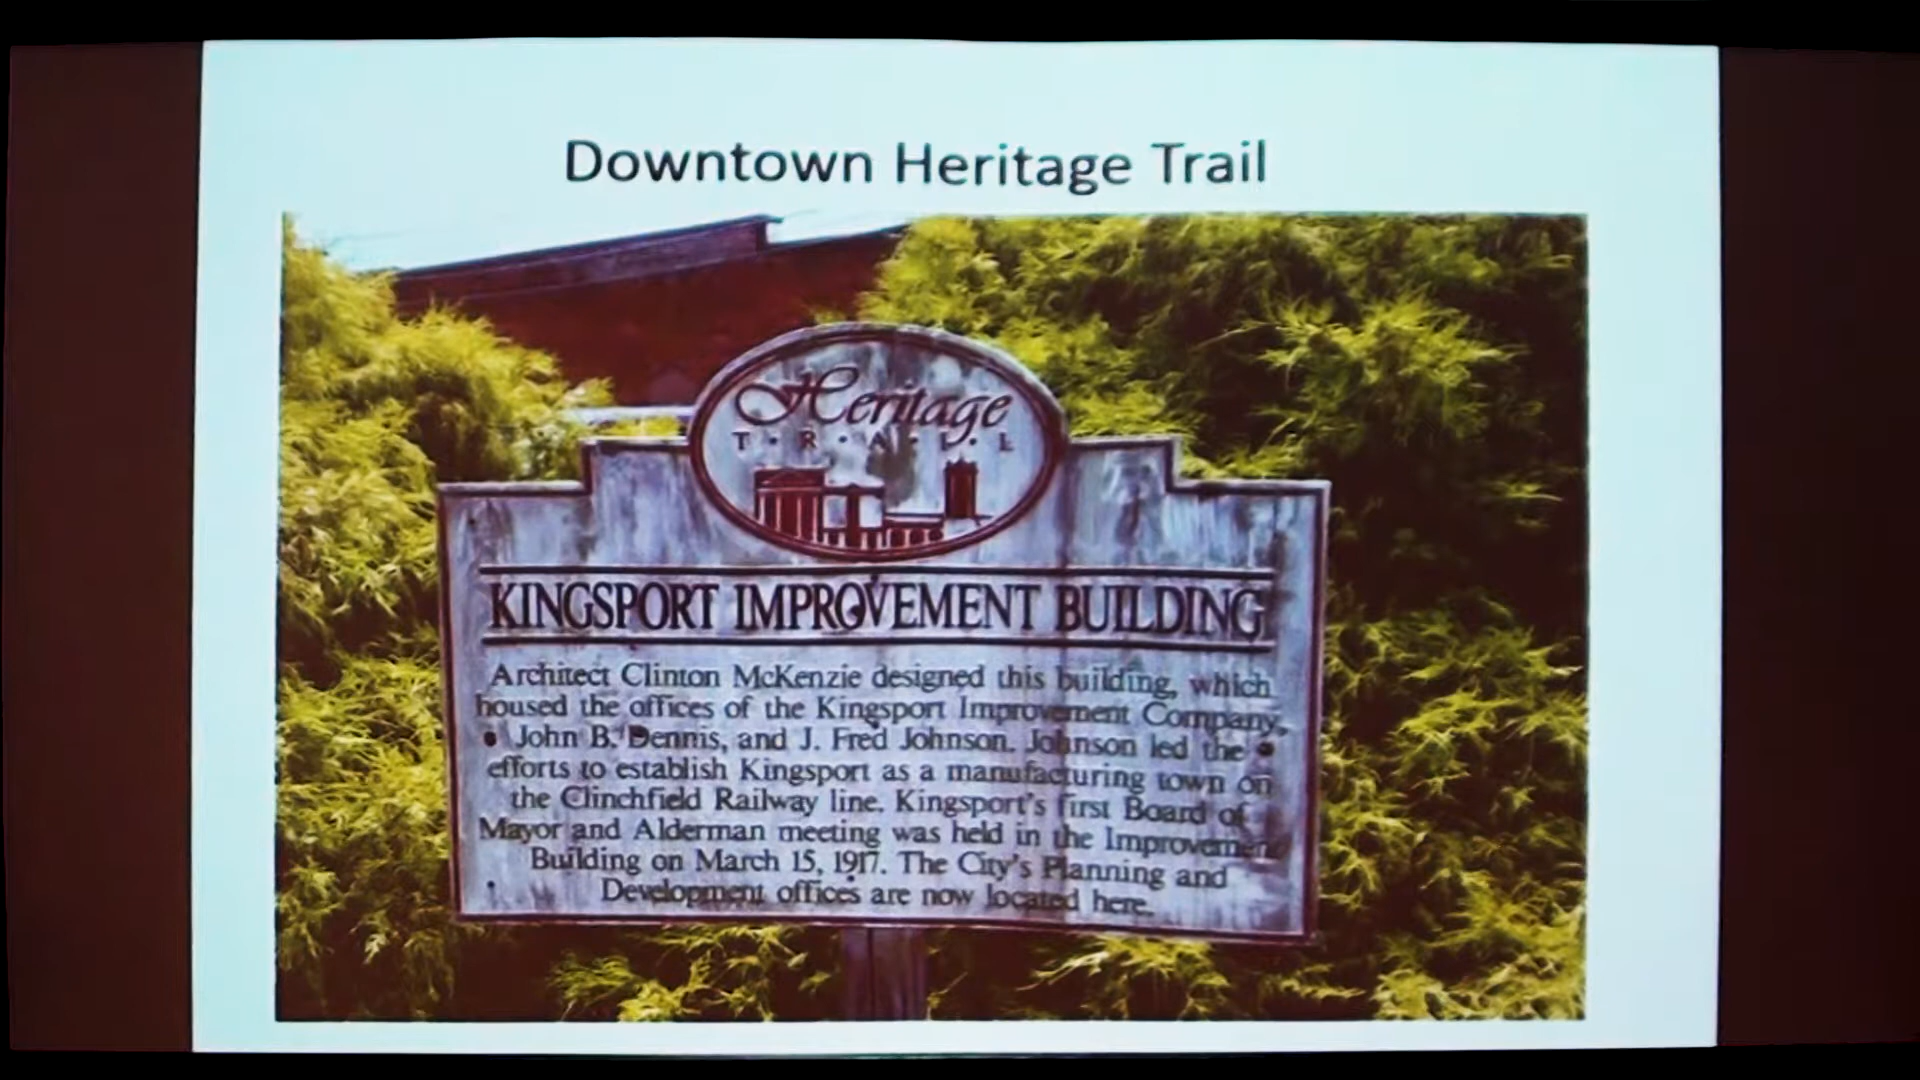 Downtown Heritage Trail
Heritage
T • R • A • I • L
KINGSPORT IMPROVEMENT BUILDING
Architect Clinton McKenzie designed this building, which
housed the offices of the Kingsport Improvement Company,
John B. Dennis, and J. Fred Johnson. Johnson led the
efforts to establish Kingsport as a manufacturing town on
the Clinchfield Railway line. Kingsport's first Board of
Mayor and Alderman meeting was held in the Improvement
Building on March 15, 1917. The City's Planning and
Development offices are now located here.